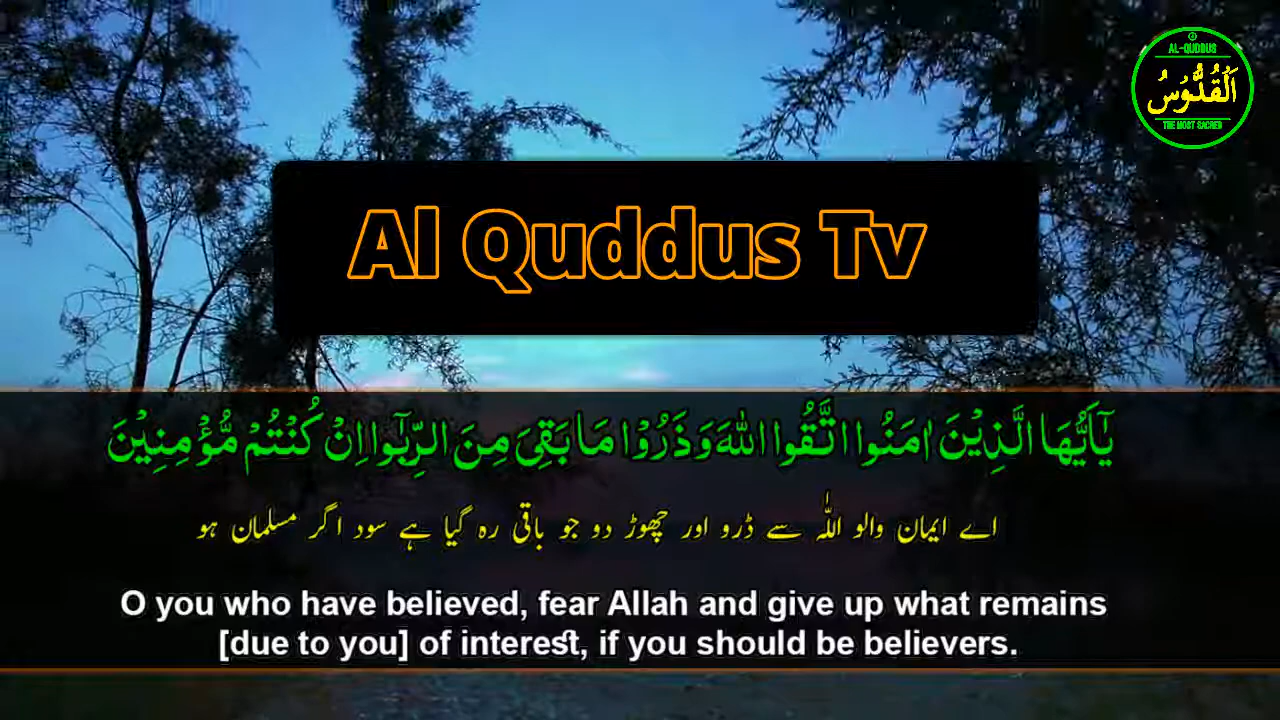 AL-QUDDUS
اَلْقُدُّوْسُ
THE MOST SACRED
Al Quddus Tv
يٰۤاَيُّهَا الَّذِيْنَ اٰمَنُوا اتَّقُوا اللّٰهَ وَذَرُوْا مَا بَقِىَ مِنَ الرِّبٰٓوا اِنْ كُنْتُمْ مُّؤْمِنِيْنَ
اے ایمان والو اللّٰہ سے ڈرو اور چھوڑ دو جو باقی رہ گیا ہے سود اگر مسلمان ہو
O you who have believed, fear Allah and give up what remains
[due to you] of interest, if you should be believers.